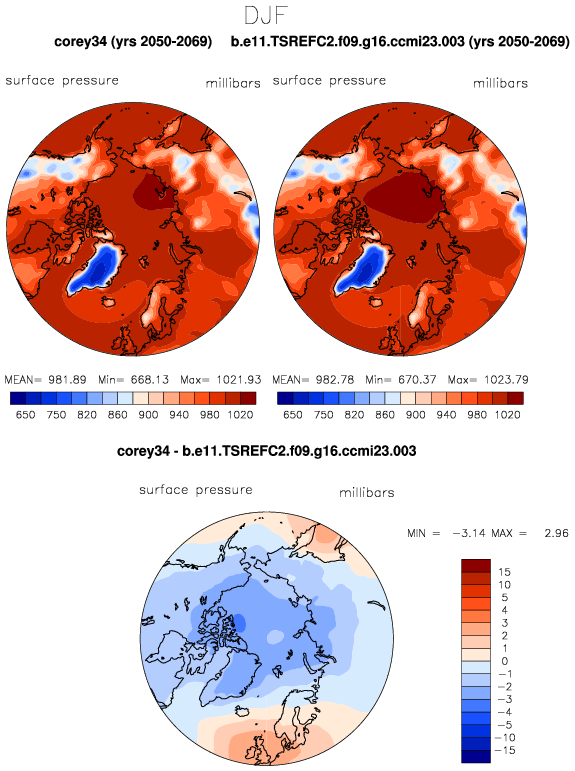 DJF
corey34 (yrs 2050-2069) b.e11.TSREFC2.f09.g16.ccmi23.003 (yrs 2050-2069)
surface pressure millibars surface pressure millibars
MEAN= 981.89 Min= 668.13 Max= 1021.93 MEAN= 982.78 Min= 670.37 Max= 1023.79
650 750 820 860 900 940 980 1020 650 750 820 860 900 940 980 1020
corey34 - b.e11.TSREFC2.f09.g16.ccmi23.003
surface pressure millibars
MIN = -3.14 MAX = 2.96
15
10
5
4
3
2
1
0
-1
-2
-3
-4
-5
-10
-15